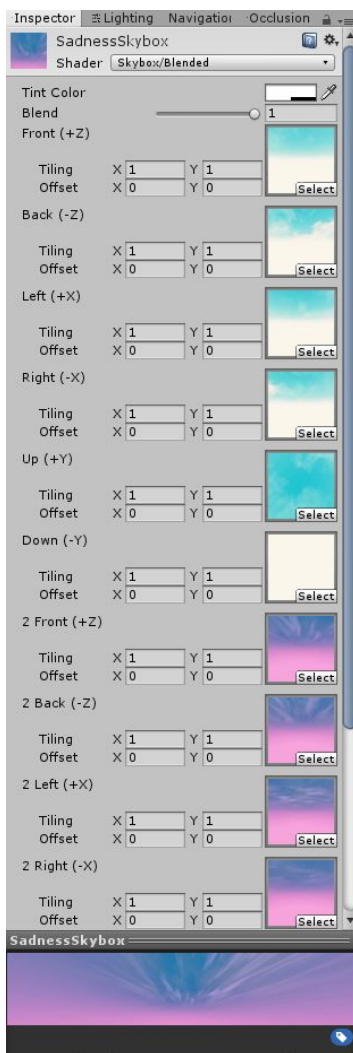 Inspector Lighting Navigatior Occlusion
SadnessSkybox
Shader Skybox/Blended
Tint Color
Blend 1
Front (+Z)
Tiling X 1 Y 1
Offset X 0 Y 0 Select
Back (-Z)
Tiling X 1 Y 1
Offset X 0 Y 0 Select
Left (+X)
Tiling X 1 Y 1
Offset X 0 Y 0 Select
Right (-X)
Tiling X 1 Y 1
Offset X 0 Y 0 Select
Up (+Y)
Tiling X 1 Y 1
Offset X 0 Y 0 Select
Down (-Y)
Tiling X 1 Y 1
Offset X 0 Y 0 Select
2 Front (+Z)
Tiling X 1 Y 1
Offset X 0 Y 0 Select
2 Back (-Z)
Tiling X 1 Y 1
Offset X 0 Y 0 Select
2 Left (+X)
Tiling X 1 Y 1
Offset X 0 Y 0 Select
2 Right (-X)
Tiling X 1 Y 1
Offset X 0 Y 0 Select
SadnessSkybox